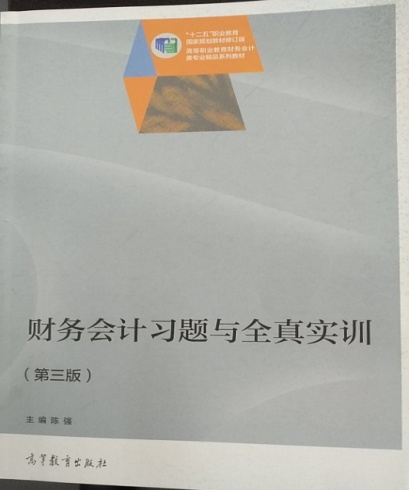 "十二五"职业教育
国家规划教材修订版
高等职业教育财务会计
类专业精品系列教材
财务会计习题与全真实训
（第三版）
主编 陈强
高等教育出版社